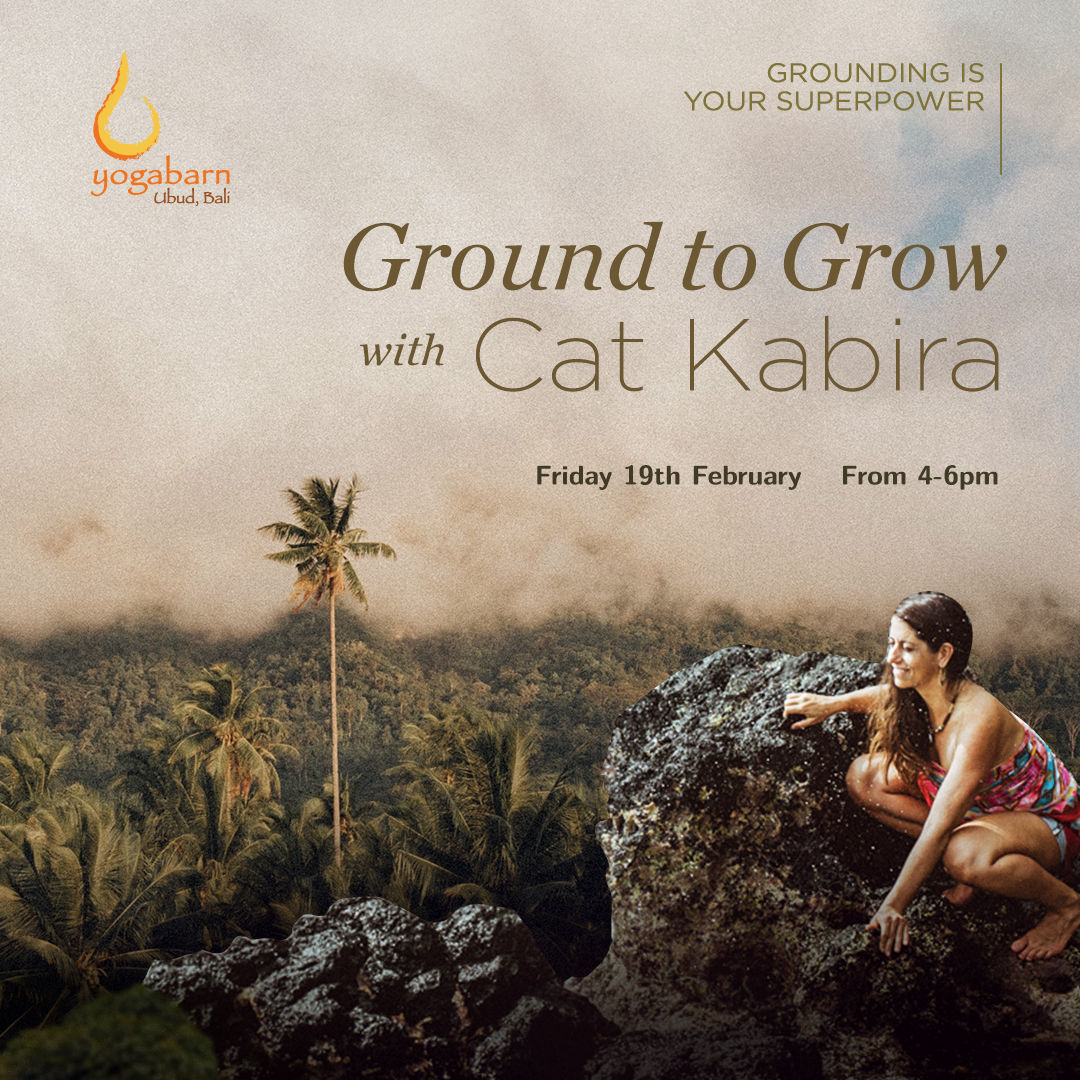 yogabarn
Ubud, Bali
GROUNDING IS
YOUR SUPERPOWER
Ground to Grow
with Cat Kabira
Friday 19th February From 4-6pm